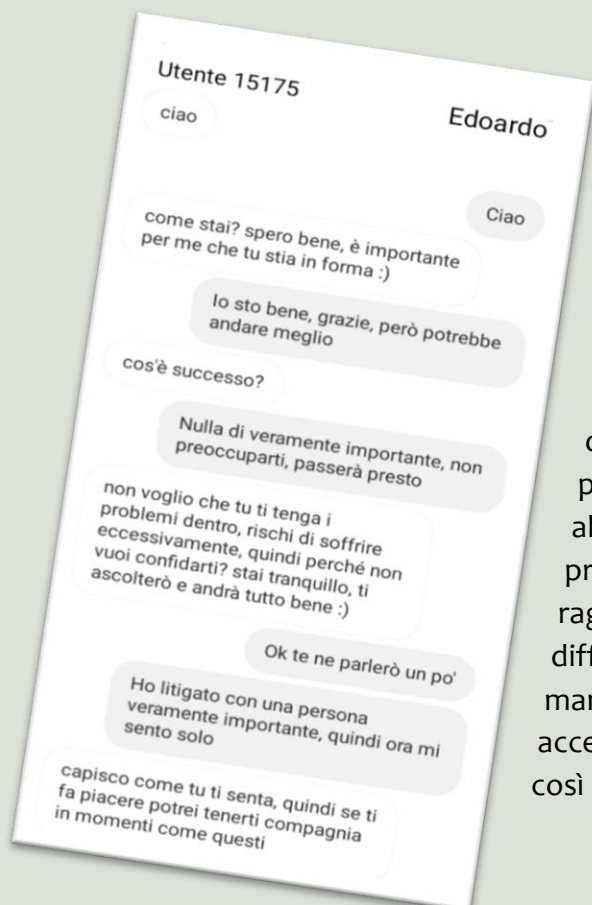 Utente 15175
Edoardo
ciao
Ciao
come stai? spero bene, è importante
per me che tu stia in forma :)
Io sto bene, grazie, però potrebbe
andare meglio
cos'è successo?
Nulla di veramente importante, non
preoccuparti, passerà presto
non voglio che tu ti tenga i
problemi dentro, rischi di soffrire
eccessivamente, quindi perché non
vuoi confidarti? stai tranquillo, ti
ascolterò e andrà tutto bene :)
Ok te ne parlerò un po'
Ho litigato con una persona
veramente importante, quindi ora mi
sento solo
capisco come tu ti senta, quindi se ti
fa piacere potrei tenerti compagnia
in momenti come questi
così